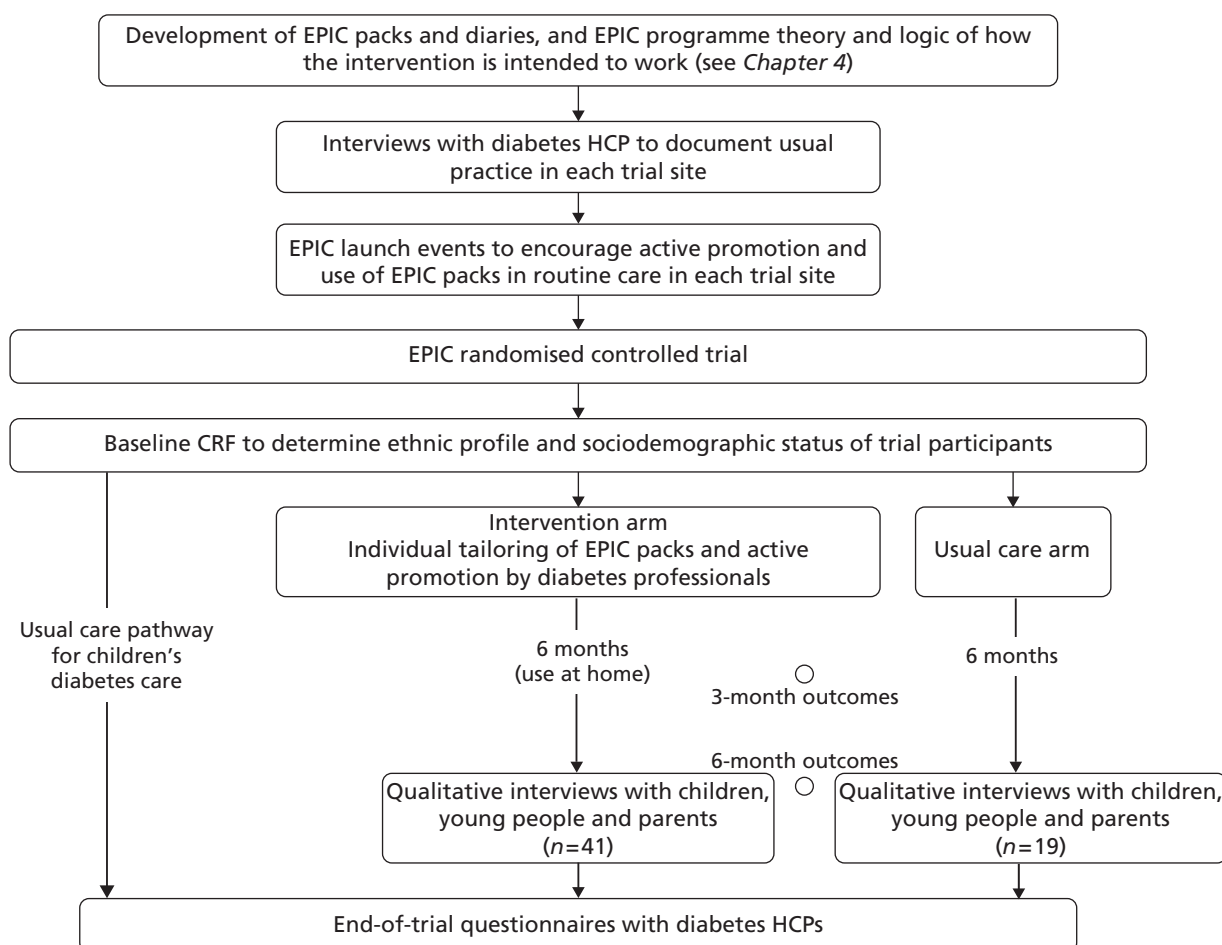 Development of EPIC packs and diaries, and EPIC programme theory and logic of how
the intervention is intended to work (see Chapter 4)
Interviews with diabetes HCP to document usual
practice in each trial site
EPIC launch events to encourage active promotion and
use of EPIC packs in routine care in each trial site
EPIC randomised controlled trial
Baseline CRF to determine ethnic profile and sociodemographic status of trial participants
Intervention arm
Individual tailoring of EPIC packs and active
promotion by diabetes professionals
Usual care arm
Usual care pathway
for children's
diabetes care
6 months
(use at home)
6 months
3-month outcomes
6-month outcomes
Qualitative interviews with children,
young people and parents
(n=41)
Qualitative interviews with children,
young people and parents
(n=19)
End-of-trial questionnaires with diabetes HCPs